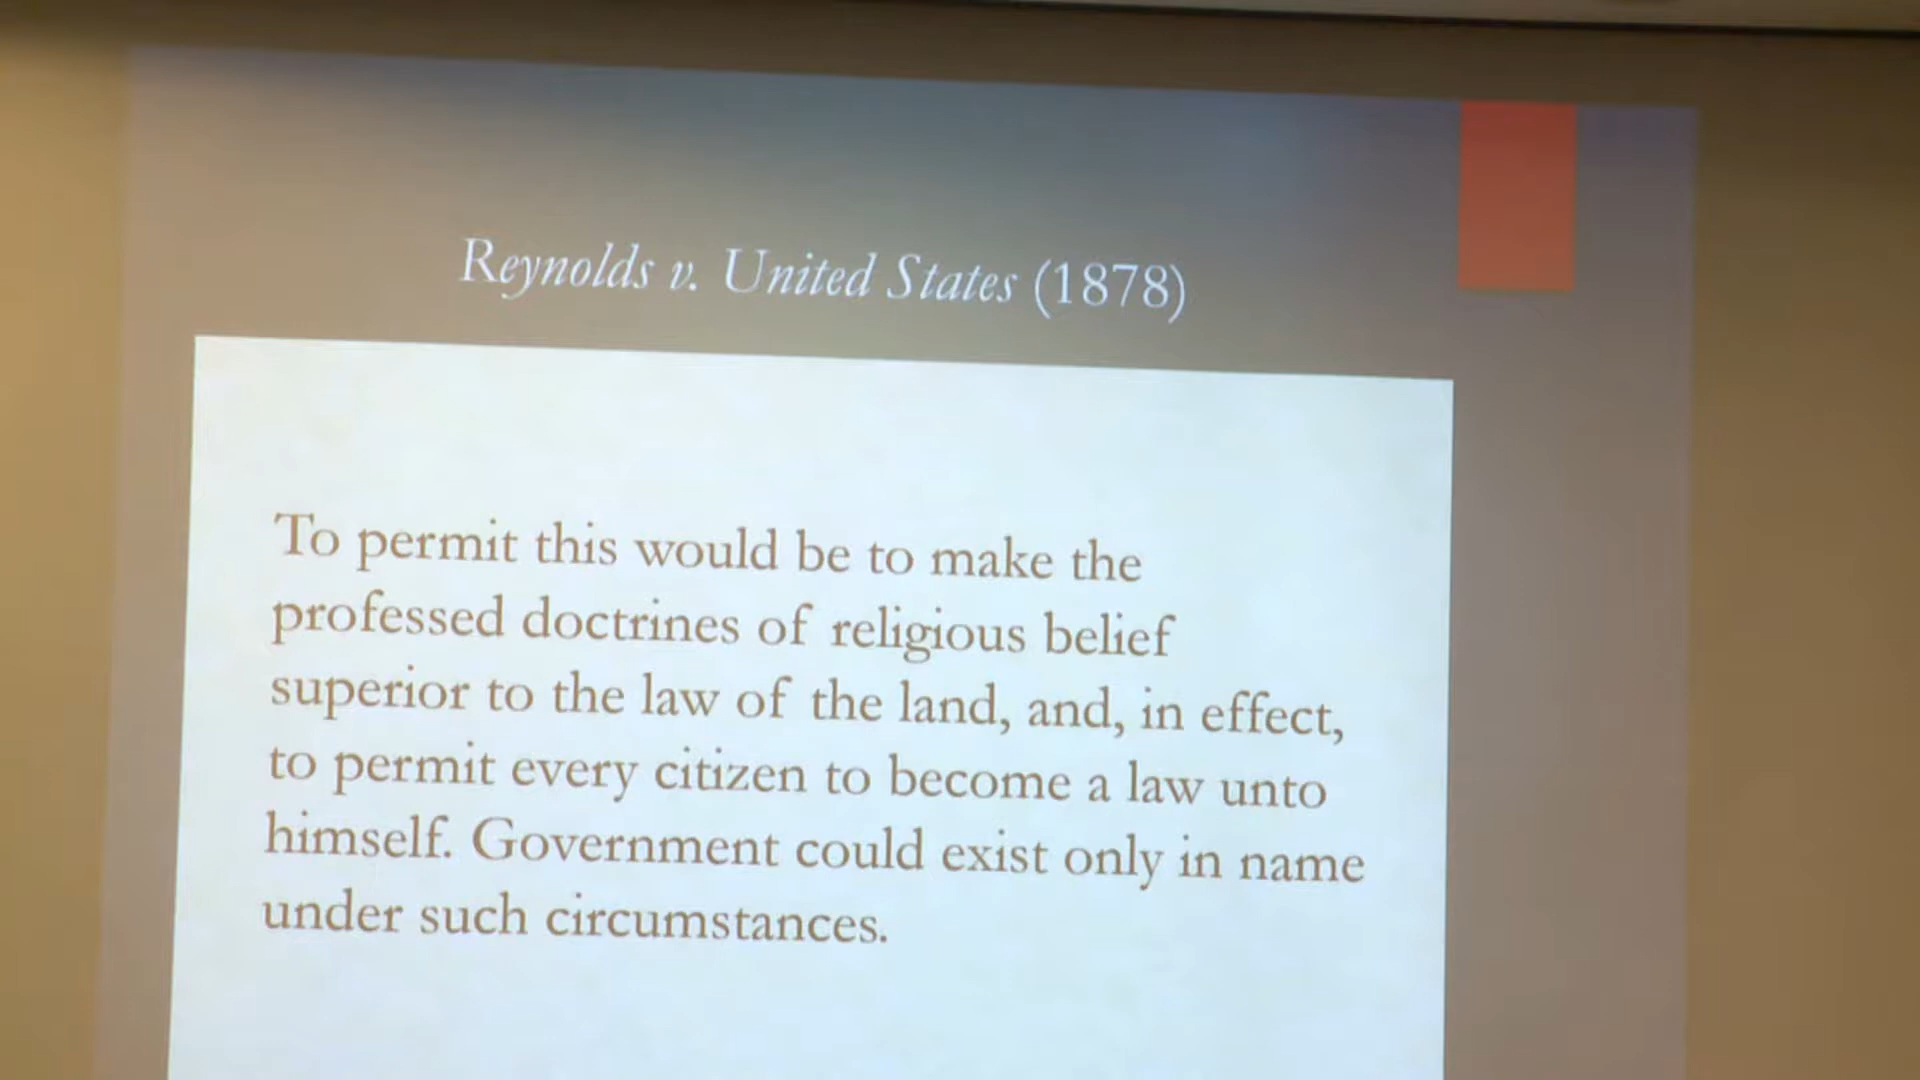 Reynolds v. United States (1878)
To permit this would be to make the
professed doctrines of religious belief
superior to the law of the land, and, in effect,
to permit every citizen to become a law unto
himself. Government could exist only in name
under such circumstances.